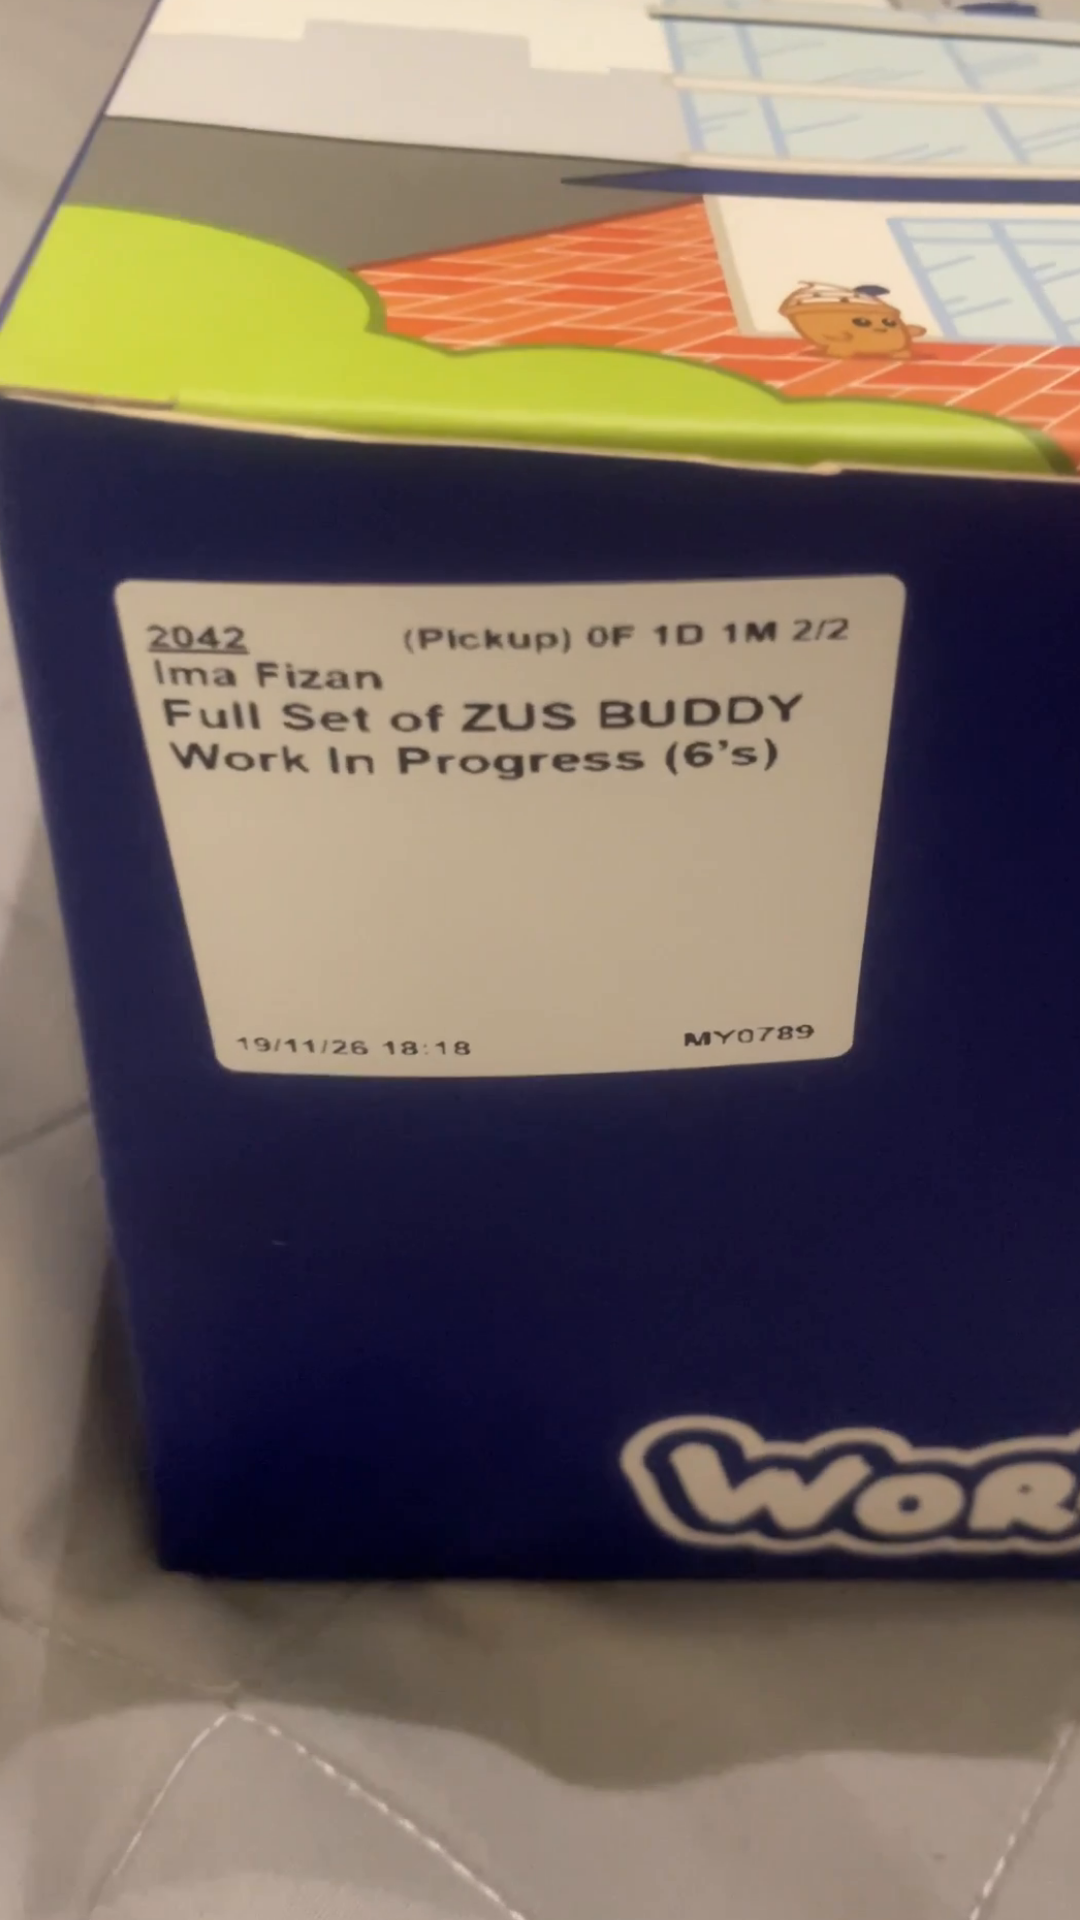 2042 (Pickup) 0F 1D 1M 2/2
Ima Fizan
Full Set of ZUS BUDDY
Work In Progress (6's)
19/11/26 18:18 MY0789
WOR